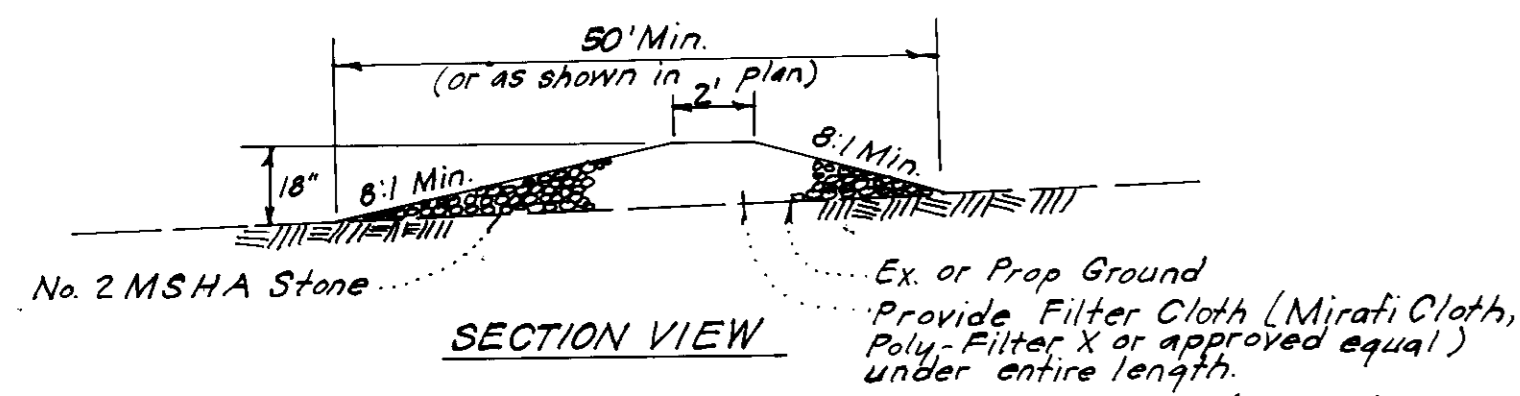 50' Min.
(or as shown in Plan)
2'
18"
8:1 Min.
8:1 Min.
No. 2 MSHA Stone
Ex. or Prop Ground
Provide Filter Cloth (Mirafi Cloth,
Poly-Filter X or approved equal)
under entire length.
SECTION VIEW